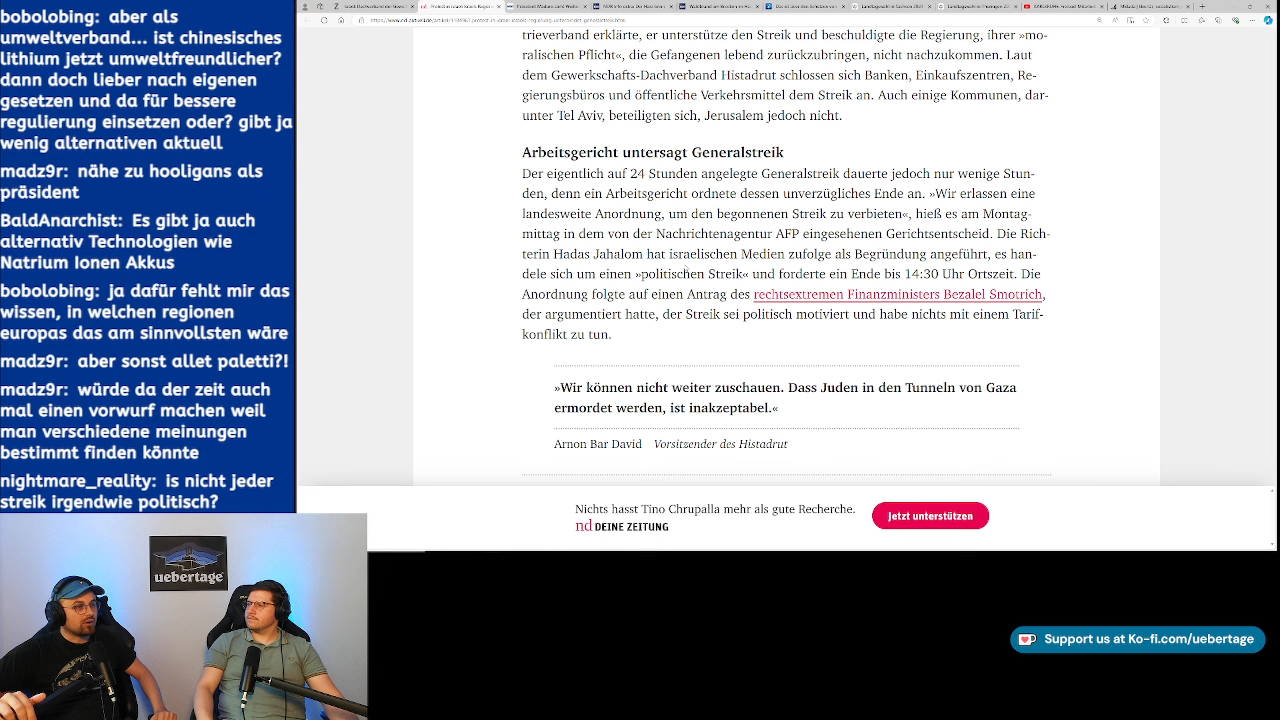 bobolobing: aber als
umweltverband... ist chinesisches
lithium jetzt umweltfreundlicher?
dann doch lieber nach eigenen
gesetzen und da für bessere
regulierung einsetzen oder? gibt ja
wenig alternativen aktuell
madz9r: nähe zu hooligans als
präsident
BaldAnarchist: Es gibt ja auch
alternativ Technologien wie
Natrium Ionen Akkus
bobolobing: ja dafür fehlt mir das
wissen, in welchen regionen
europas das am sinnvollsten wäre
madz9r: aber sonst allet paletti?!
madz9r: würde da der zeit auch
mal einen vorwurf machen weil
man verschiedene meinungen
bestimmt finden könnte
nightmare_reality: is nicht jeder
streik irgendwie politisch?
trieverband erklärte, er unterstütze den Streik und beschuldigte die Regierung, ihrer »mo-
ralischen Pflicht«, die Gefangenen lebend zurückzubringen, nicht nachzukommen. Laut
dem Gewerkschafts-Dachverband Histadrut schlossen sich Banken, Einkaufszentren, Re-
gierungsbüros und öffentliche Verkehrsmittel dem Streik an. Auch einige Kommunen, dar-
unter Tel Aviv, beteiligten sich, Jerusalem jedoch nicht.
Arbeitsgericht untersagt Generalstreik
Der eigentlich auf 24 Stunden angelegte Generalstreik dauerte jedoch nur wenige Stun-
den, denn ein Arbeitsgericht ordnete dessen unverzügliches Ende an. »Wir erlassen eine
landesweite Anordnung, um den begonnenen Streik zu verbieten«, hieß es am Montag-
mittag in dem von der Nachrichtenagentur AFP eingesehenen Gerichtsentscheid. Die Rich-
terin Hadas Jahalom hat israelischen Medien zufolge als Begründung angeführt, es han-
dele sich um einen »politischen Streik« und forderte ein Ende bis 14:30 Uhr Ortszeit. Die
Anordnung folgte auf einen Antrag des rechtsextremen Finanzministers Bezalel Smotrich,
der argumentiert hatte, der Streik sei politisch motiviert und habe nichts mit einem Tarif-
konflikt zu tun.
»Wir können nicht weiter zuschauen. Dass Juden in den Tunneln von Gaza
ermordet werden, ist inakzeptabel.«
Arnon Bar David Vorsitzender des Histadrut
Nichts hasst Tino Chrupalla mehr als gute Recherche.
nd DEINE ZEITUNG
Jetzt unterstützen
uebertage
Support us at Ko-fi.com/uebertage